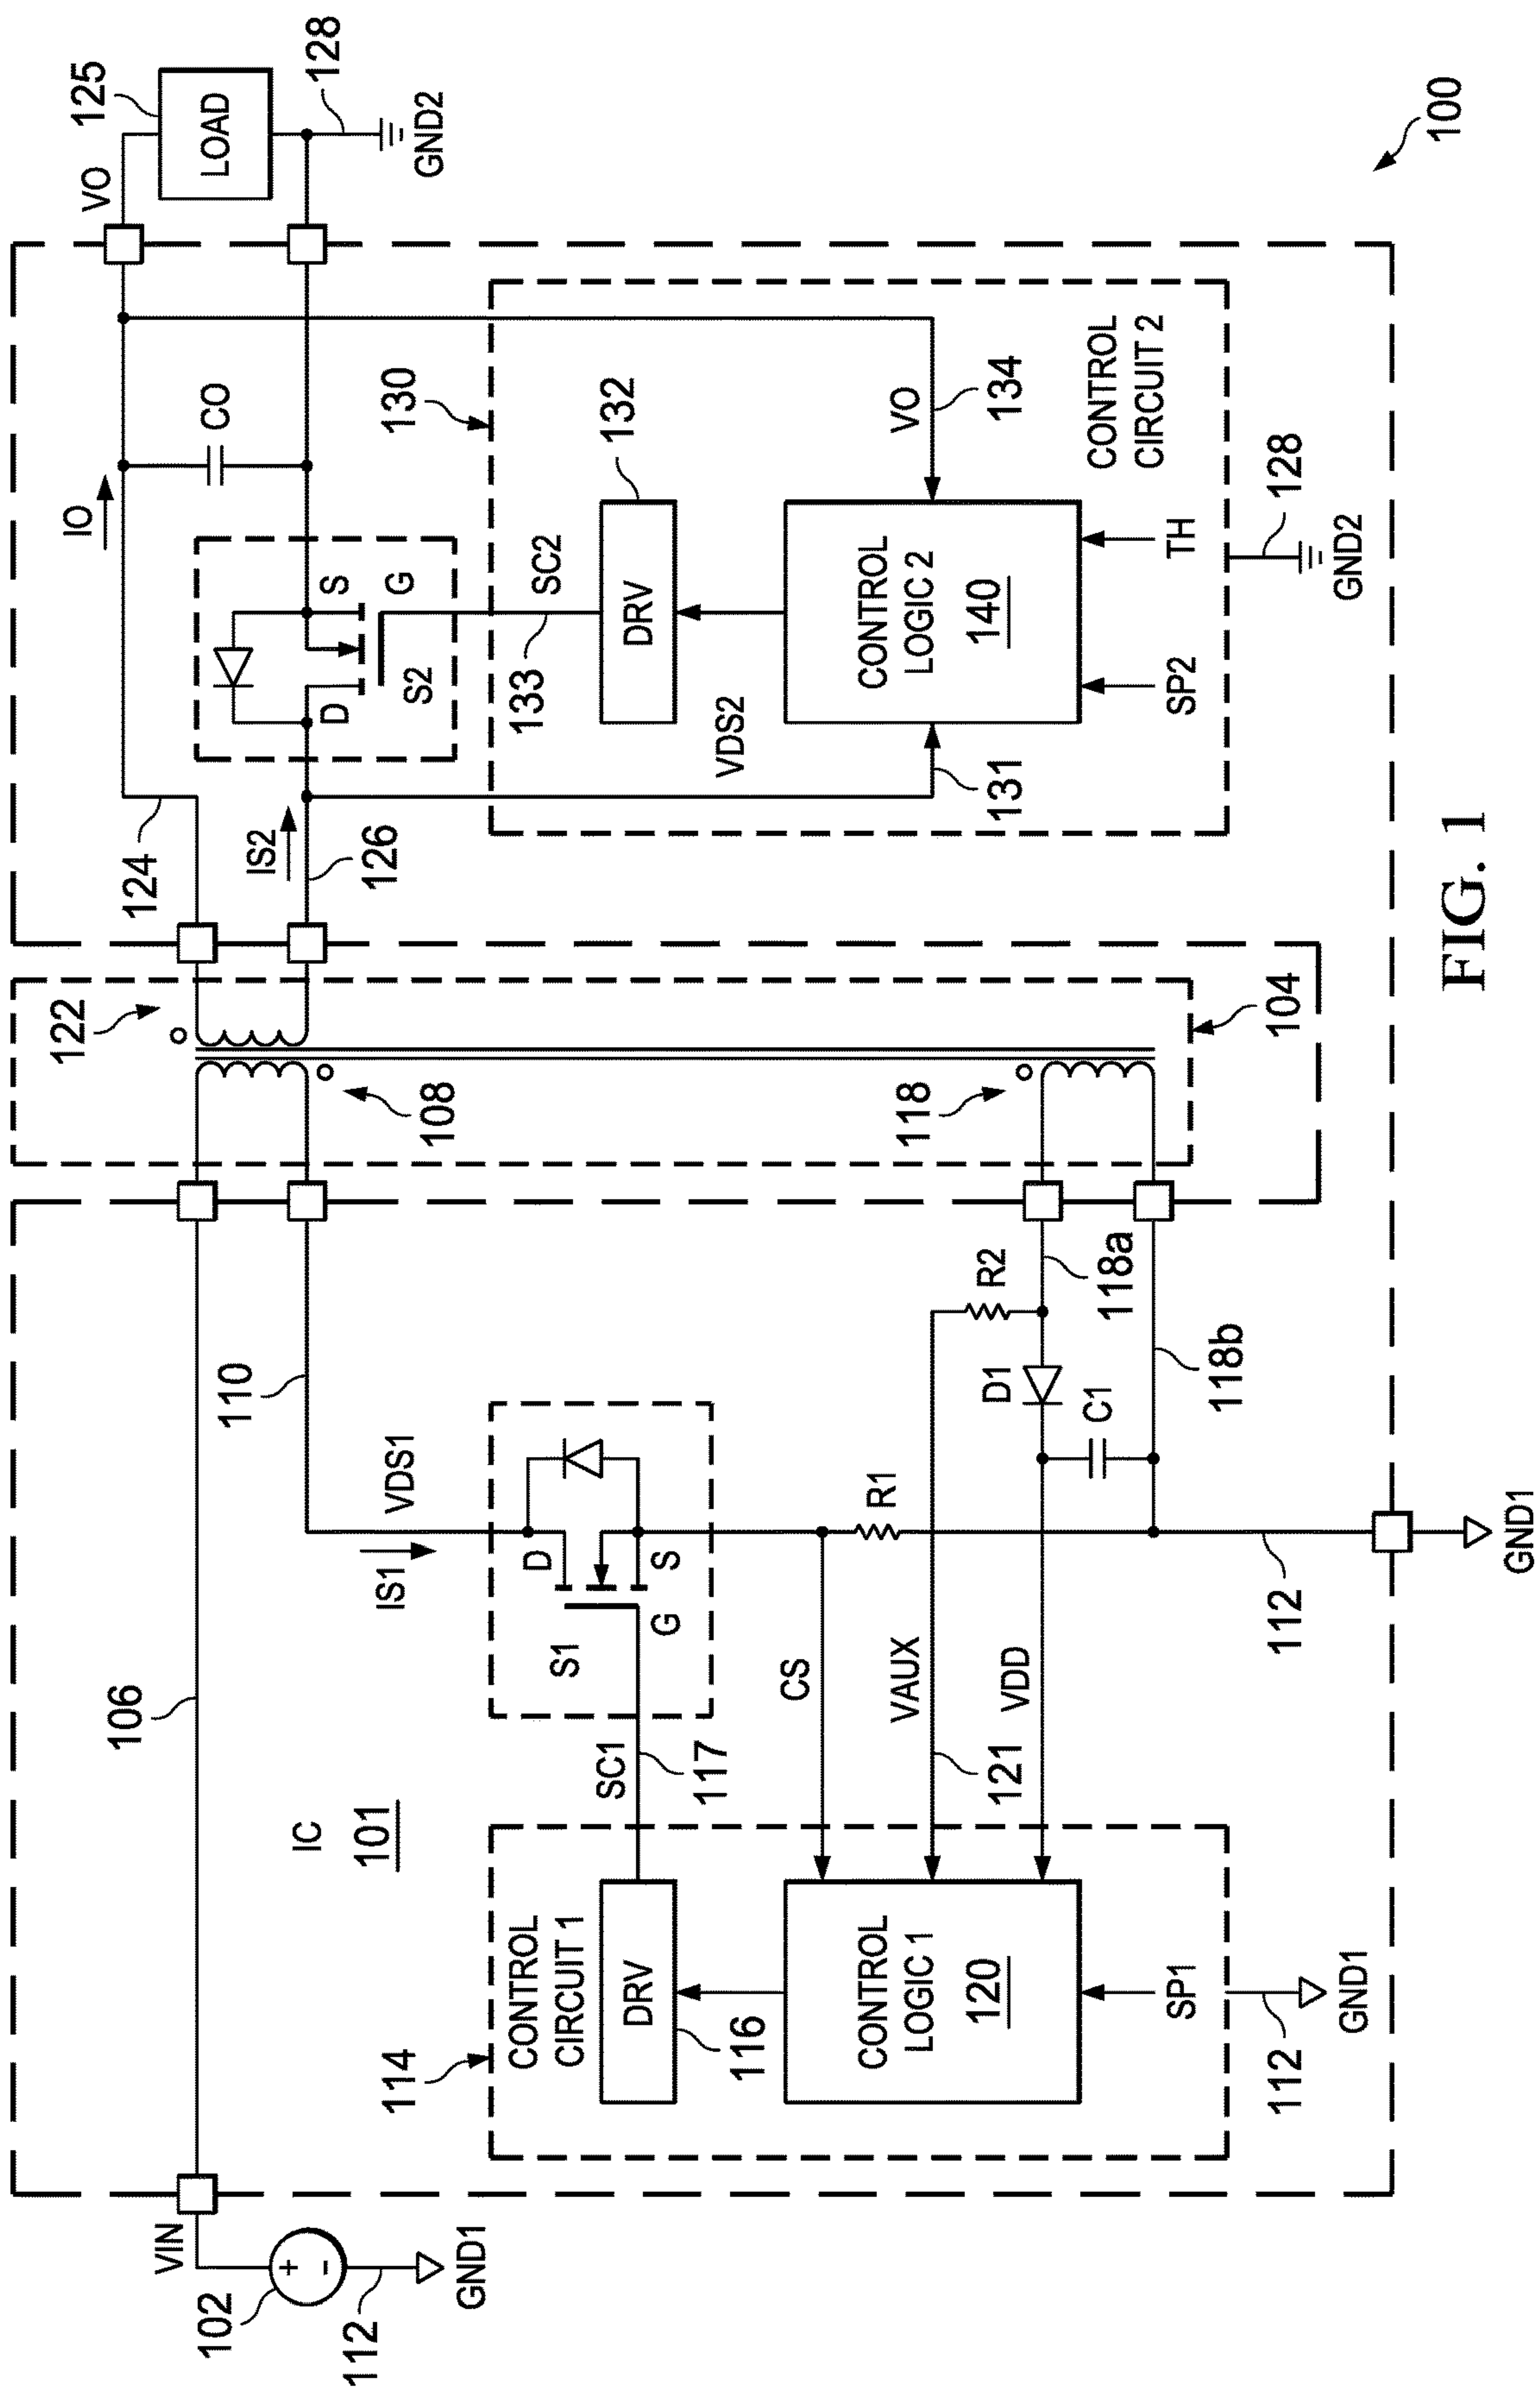 VIN
102
+
-
112
GND1
106
IC
101
114
CONTROL
CIRCUIT 1
DRV
116
CONTROL
LOGIC 1
120
SP1
112
GND1
SC1
117
S1
G
D
S
IS1
VDS1
110
CS
R1
VAUX
121
VDD
D1
R2
C1
118a
118b
112
GND1
108
118
122
104
124
IS2
126
IO
CO
D
S
G
S2
133
SC2
VDS2
131
130
DRV
132
CONTROL
LOGIC 2
140
VO
134
SP2
TH
CONTROL
CIRCUIT 2
128
GND2
VO
125
LOAD
128
GND2
100
FIG. 1